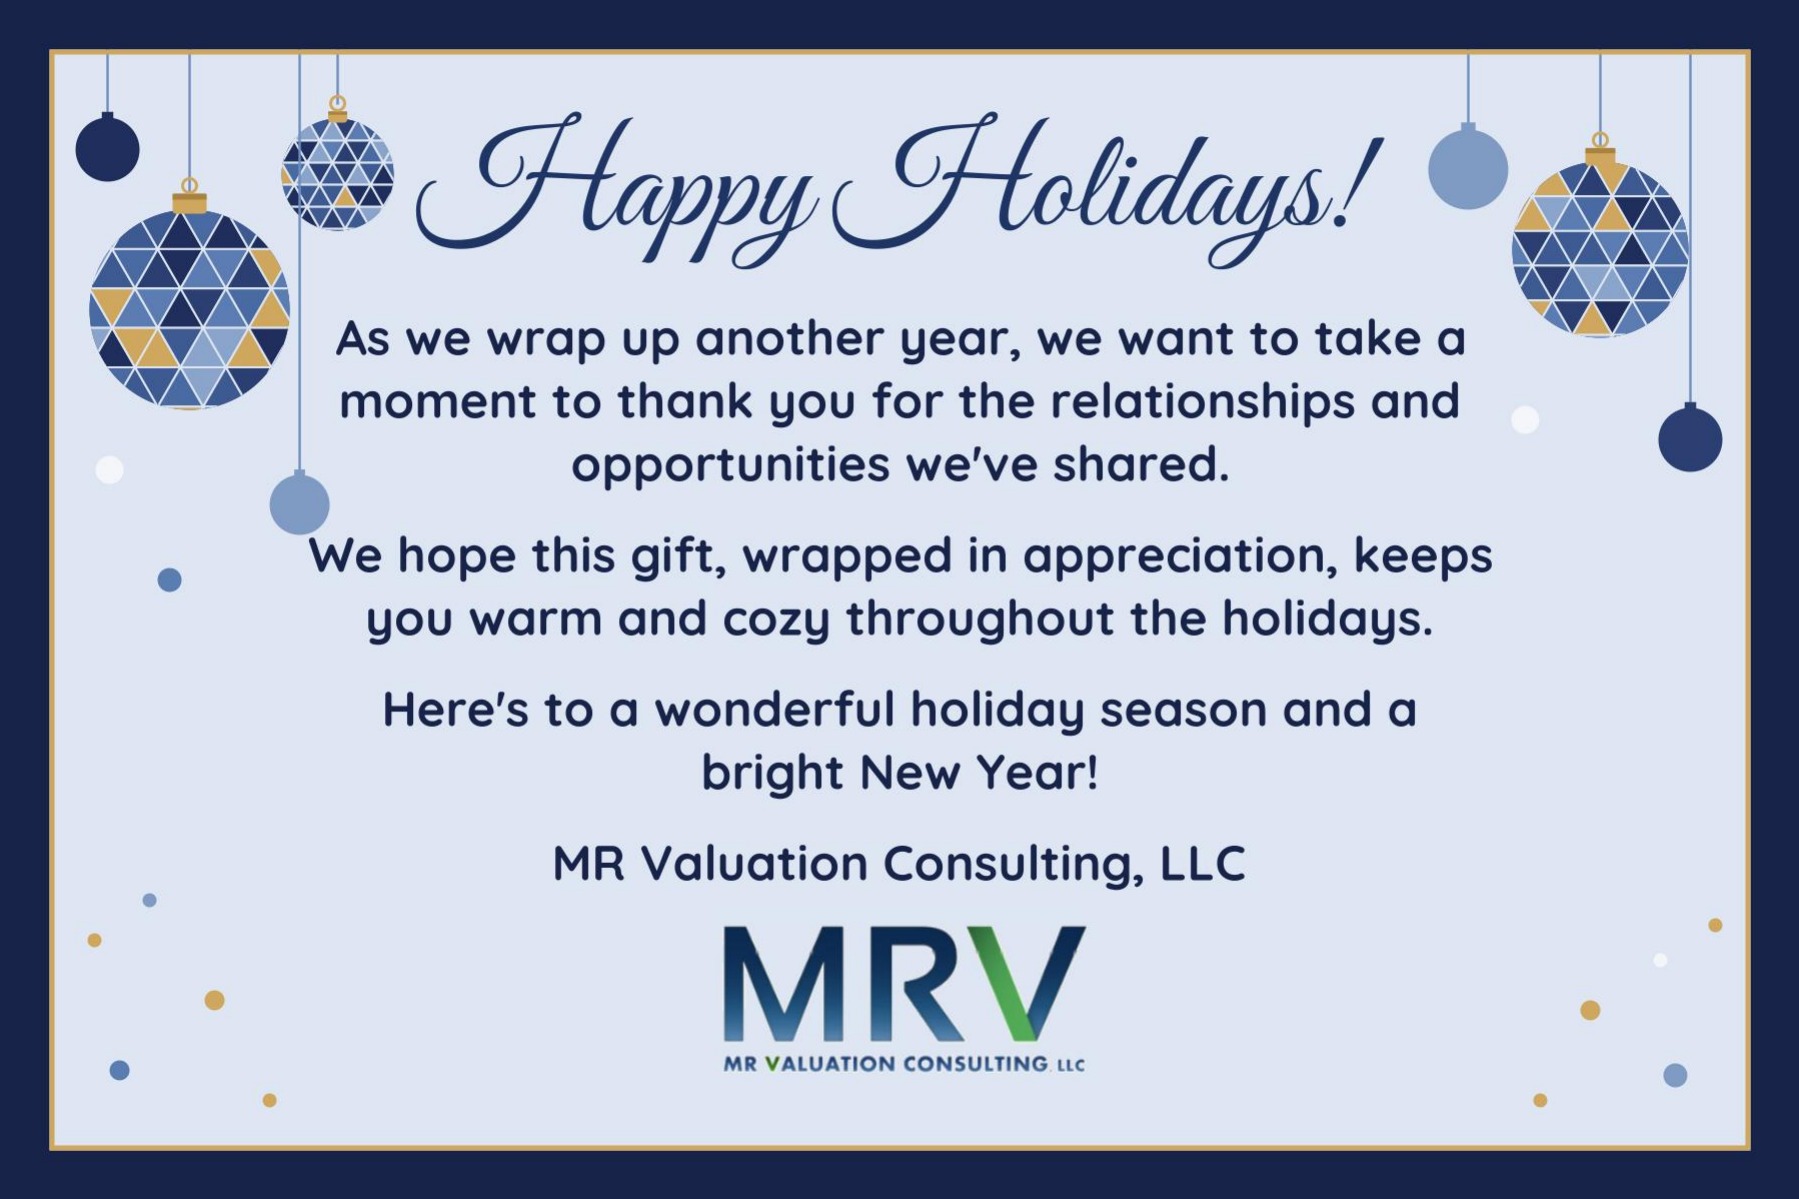 Happy Holidays!
As we wrap up another year, we want to take a
moment to thank you for the relationships and
opportunities we've shared.
We hope this gift, wrapped in appreciation, keeps
you warm and cozy throughout the holidays.
Here's to a wonderful holiday season and a
bright New Year!
MR Valuation Consulting, LLC
MRV
MR VALUATION CONSULTING, LLC